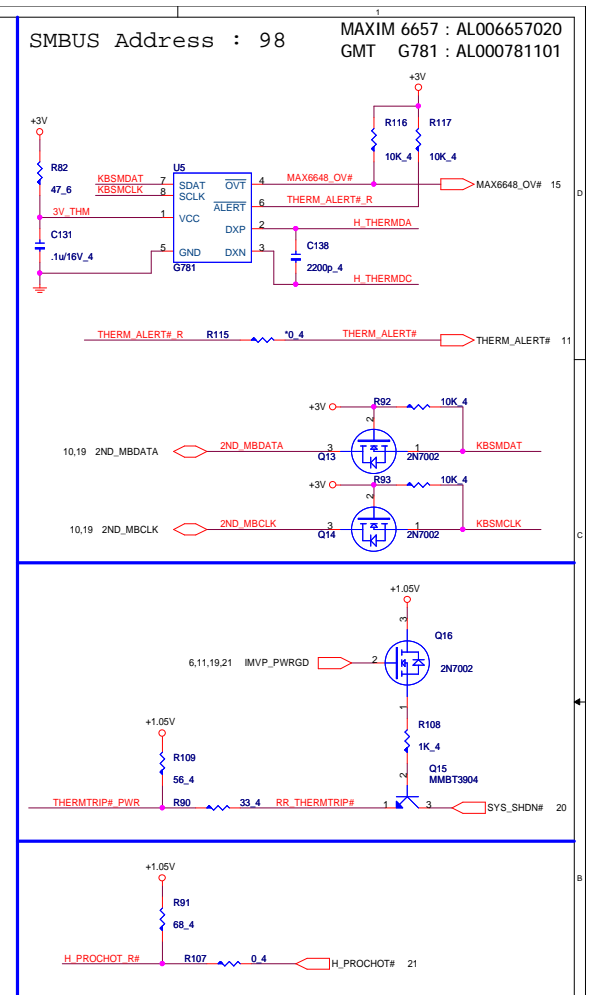 1
SMBUS Address : 98
MAXIM 6657 : AL006657020
GMT G781 : AL000781101
+3V
+3V
R116
R117
10K_4
10K_4
R82
47_6
U5
KBSMDAT
7
SDAT
OVT
4
MAX6648_OV#
MAX6648_OV# 15
D
KBSMCLK
8
SCLK
ALERT
6
THERM_ALERT#_R
3V_THM
1
VCC
DXP
2
H_THERMDA
C131
.1u/16V_4
5
GND
DXN
3
C138
2200p_4
G781
H_THERMDC
THERM_ALERT#_R
R115
*0_4
THERM_ALERT#
THERM_ALERT# 11
+3V
R92
10K_4
2
10,19 2ND_MBDATA
2ND_MBDATA
3
1
KBSMDAT
Q13
2N7002
+3V
R93
10K_4
2
10,19 2ND_MBCLK
2ND_MBCLK
3
1
KBSMCLK
Q14
2N7002
C
+1.05V
3
Q16
6,11,19,21 IMVP_PWRGD
2
2N7002
1
R108
1K_4
+1.05V
R109
56_4
Q15
MMBT3904
2
THERMTRIP#_PWR
R90
33_4
RR_THERMTRIP#
1
3
SYS_SHDN# 20
+1.05V
B
R91
68_4
H_PROCHOT_R#
R107
0_4
H_PROCHOT# 21